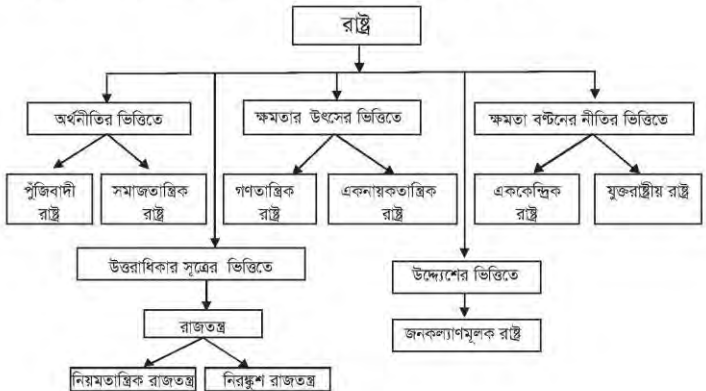 রাষ্ট্র
অর্থনীতির ভিত্তিতে
ক্ষমতার উৎসের ভিত্তিতে
ক্ষমতা বণ্টনের নীতির ভিত্তিতে
পুঁজিবাদী
রাষ্ট্র
সমাজতান্ত্রিক
রাষ্ট্র
গণতান্ত্রিক
রাষ্ট্র
একনায়কতান্ত্রিক
রাষ্ট্র
এককেন্দ্রিক
রাষ্ট্র
যুক্তরাষ্ট্রীয় রাষ্ট্র
উত্তরাধিকার সূত্রের ভিত্তিতে
উদ্দ্যেশের ভিত্তিতে
রাজতন্ত্র
জনকল্যাণমূলক রাষ্ট্র
নিয়মতান্ত্রিক রাজতন্ত্র
নিরঙ্কুশ রাজতন্ত্র